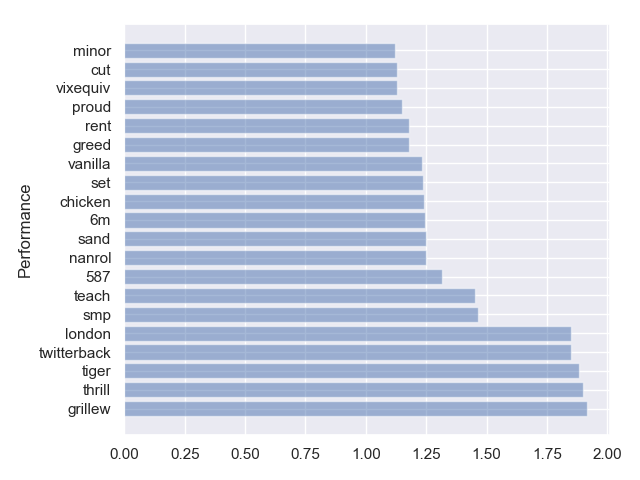 Performance
minor
cut
vixequiv
proud
rent
greed
vanilla
set
chicken
6m
sand
nanrol
587
teach
smp
london
twitterback
tiger
thrill
grillew
0.00 0.25 0.50 0.75 1.00 1.25 1.50 1.75 2.00